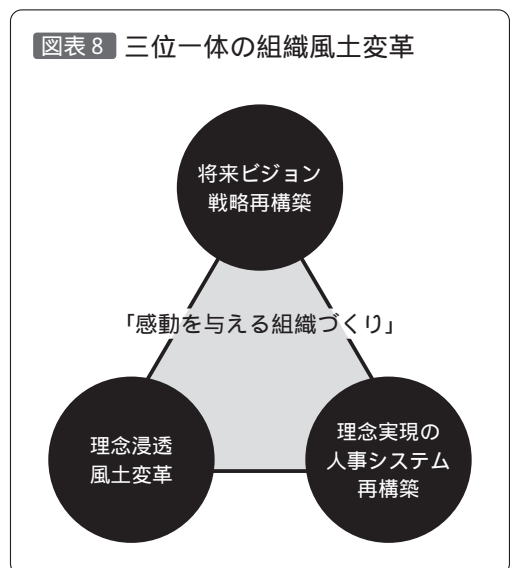 図表8 三位一体の組織風土変革
将来ビジョン
戦略再構築
「感動を与える組織づくり」
理念浸透
風土変革
理念実現の
人事システム
再構築